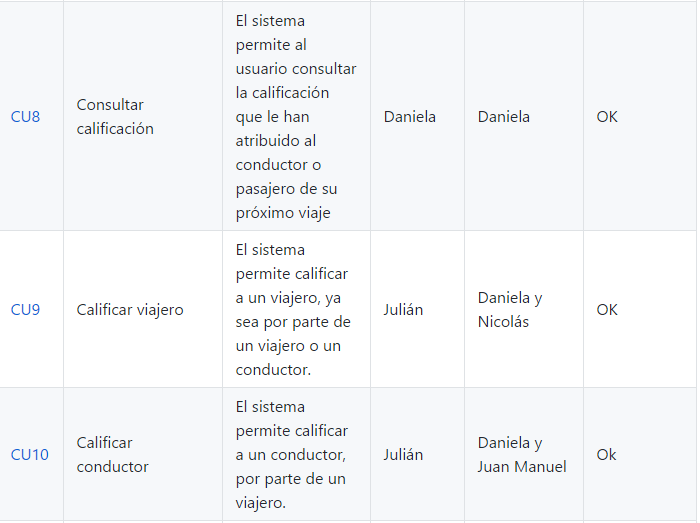 CU8
Consultar
calificación
El sistema
permite al
usuario consultar
la calificación
que le han
atribuido al
conductor o
pasajero de su
próximo viaje
Daniela
Daniela
OK
CU9
Calificar viajero
El sistema
permite calificar
a un viajero, ya
sea por parte de
un viajero o un
conductor.
Julián
Daniela y
Nicolás
OK
CU10
Calificar
conductor
El sistema
permite calificar
a un conductor,
por parte de un
viajero.
Julián
Daniela y
Juan Manuel
Ok